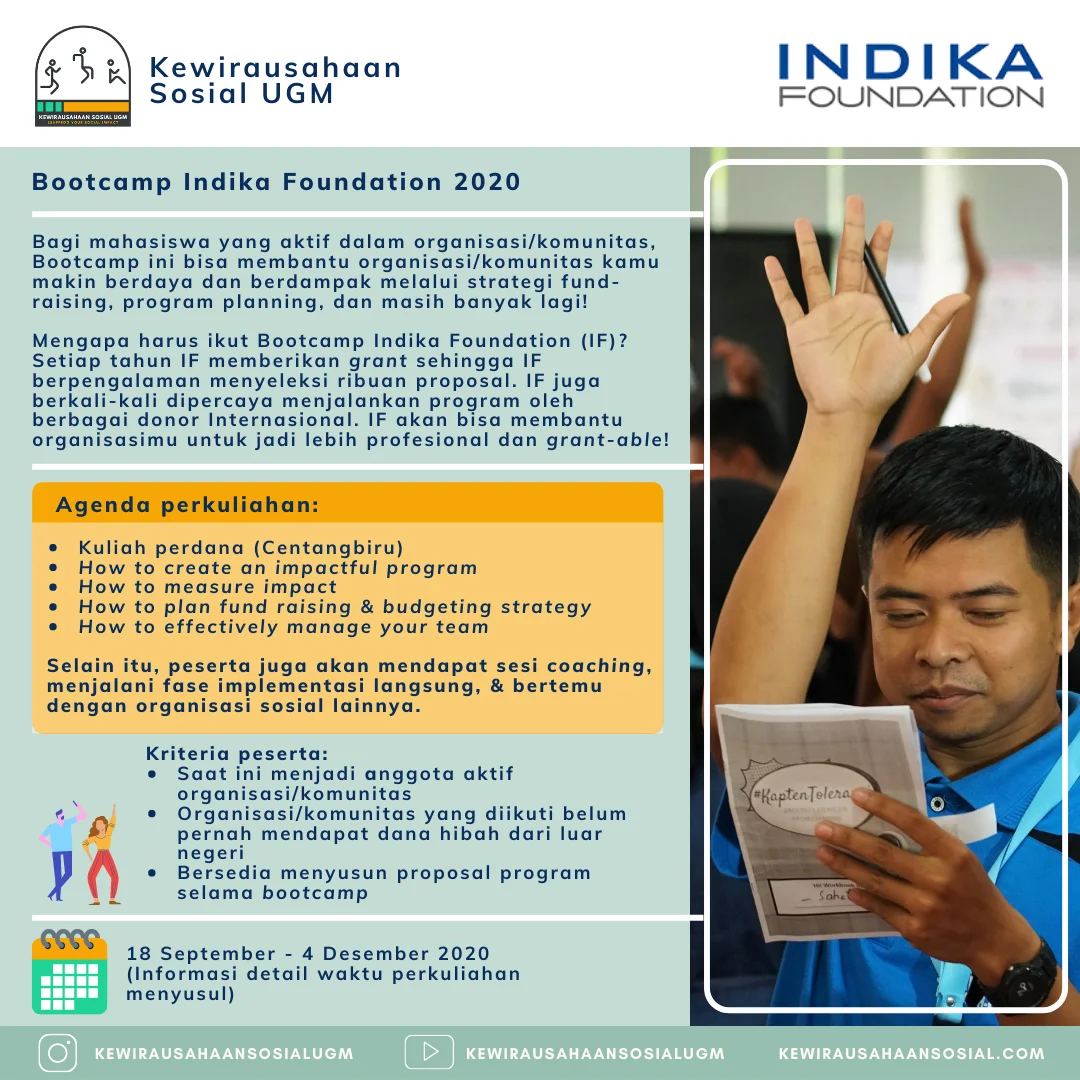 KEWIRAUSAHAAN SOSIAL UGM
Kewirausahaan
Sosial UGM
INDIKA
FOUNDATION
Bootcamp Indika Foundation 2020
Bagi mahasiswa yang aktif dalam organisasi/komunitas,
Bootcamp ini bisa membantu organisasi/komunitas kamu
makin berdaya dan berdampak melalui strategi fund-
raising, program planning, dan masih banyak lagi!
Mengapa harus ikut Bootcamp Indika Foundation (IF)?
Setiap tahun IF memberikan grant sehingga IF
berpengalaman menyeleksi ribuan proposal. IF juga
berkali-kali dipercaya menjalankan program oleh
berbagai donor Internasional. IF akan bisa membantu
organisasimu untuk jadi lebih profesional dan grant-able!
Agenda perkuliahan:
• Kuliah perdana (Centangbiru)
• How to create an impactful program
• How to measure impact
• How to plan fund raising & budgeting strategy
• How to effectively manage your team
Selain itu, peserta juga akan mendapat sesi coaching,
menjalani fase implementasi langsung, & bertemu
dengan organisasi sosial lainnya.
Kriteria peserta:
• Saat ini menjadi anggota aktif
organisasi/komunitas
• Organisasi/komunitas yang diikuti belum
pernah mendapat dana hibah dari luar
negeri
• Bersedia menyusun proposal program
selama bootcamp
18 September - 4 Desember 2020
(Informasi detail waktu perkuliahan
menyusul)
#KaptenTolera
KEWIRAUSAHAANSOSIALUGM
KEWIRAUSAHAANSOSIALUGM
KEWIRAUSAHAANSOSIAL.COM